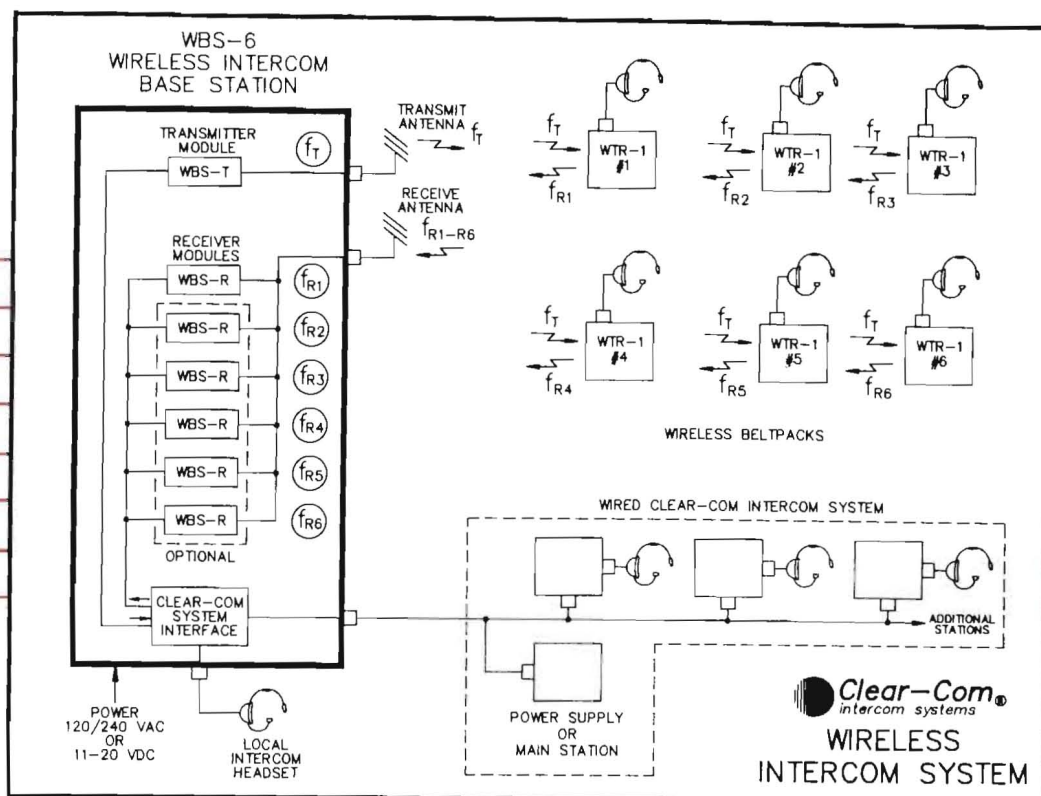 WBS-6
WIRELESS INTERCOM
BASE STATION
TRANSMITTER
MODULE
WBS-T
fT
TRANSMIT
ANTENNA
fT
RECEIVE
ANTENNA
fR1-R6
RECEIVER
MODULES
WBS-R
fR1
WBS-R
fR2
WBS-R
fR3
WBS-R
fR4
WBS-R
fR5
WBS-R
fR6
OPTIONAL
CLEAR-COM
SYSTEM
INTERFACE
POWER
120/240 VAC
OR
11-20 VDC
LOCAL
INTERCOM
HEADSET
fT
WTR-1
#1
fR1
fT
WTR-1
#2
fR2
fT
WTR-1
#3
fR3
fT
WTR-1
#4
fR4
fT
WTR-1
#5
fR5
fT
WTR-1
#6
fR6
WIRELESS BELTPACKS
WIRED CLEAR-COM INTERCOM SYSTEM
ADDITIONAL
STATIONS
POWER SUPPLY
OR
MAIN STATION
Clear-Com®
intercom systems
WIRELESS
INTERCOM SYSTEM